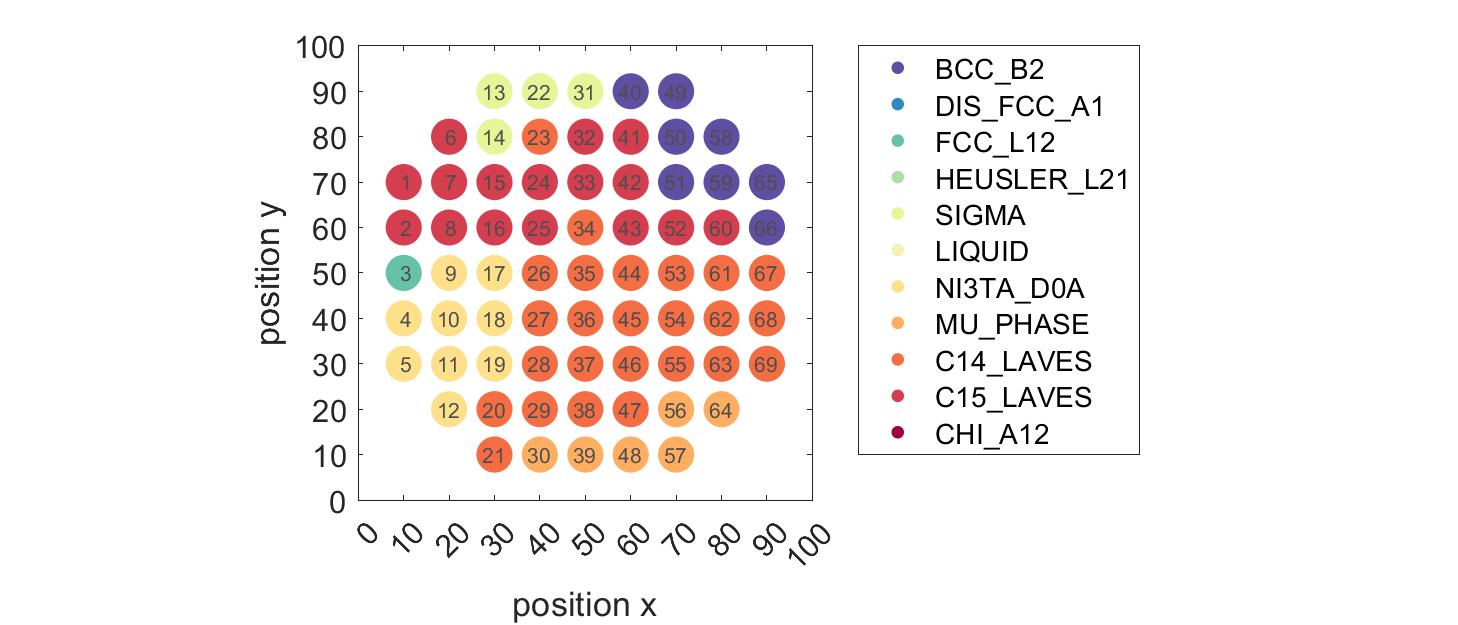 100
90
80
70
60
50
40
30
20
10
0
position y
13 22 31 40 49
6 14 23 32 41 50 58
1 7 15 24 33 42 51 59 65
2 8 16 25 34 43 52 60 66
3 9 17 26 35 44 53 61 67
4 10 18 27 36 45 54 62 68
5 11 19 28 37 46 55 63 69
12 20 29 38 47 56 64
21 30 39 48 57
0 10 20 30 40 50 60 70 80 90 100
position x
BCC_B2
DIS_FCC_A1
FCC_L12
HEUSLER_L21
SIGMA
LIQUID
NI3TA_D0A
MU_PHASE
C14_LAVES
C15_LAVES
CHI_A12